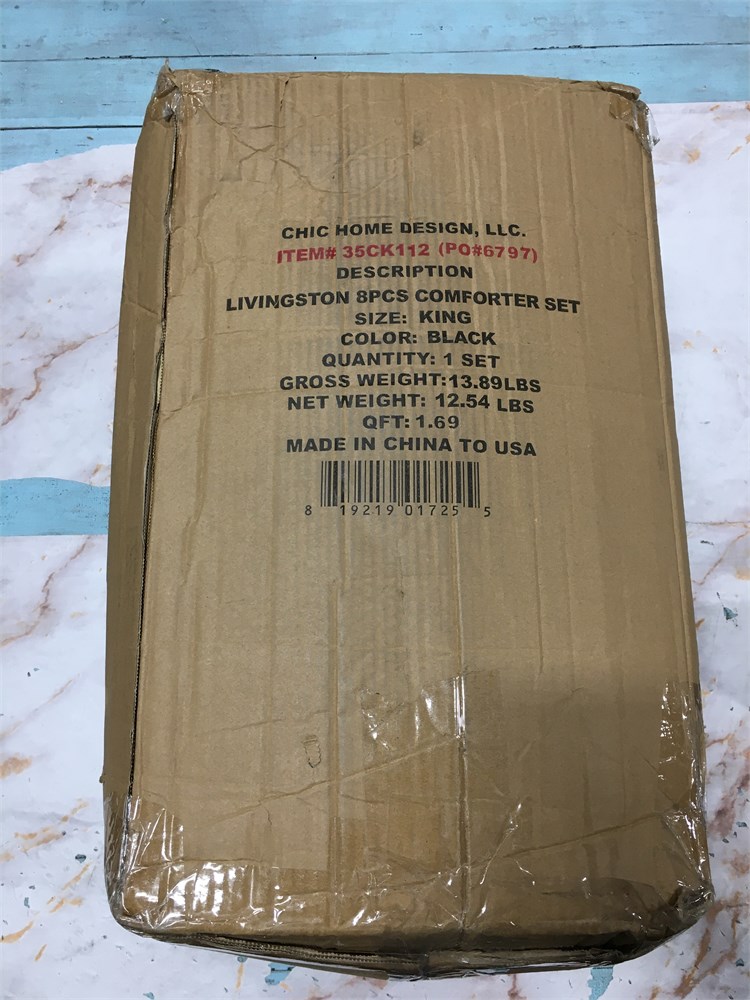 CHIC HOME DESIGN, LLC.
ITEM# 35CK112 (PO#6797)
DESCRIPTION
LIVINGSTON 8PCS COMFORTER SET
SIZE: KING
COLOR: BLACK
QUANTITY: 1 SET
GROSS WEIGHT:13.89LBS
NET WEIGHT: 12.54 LBS
QFT: 1.69
MADE IN CHINA TO USA
8 19219 01725 5